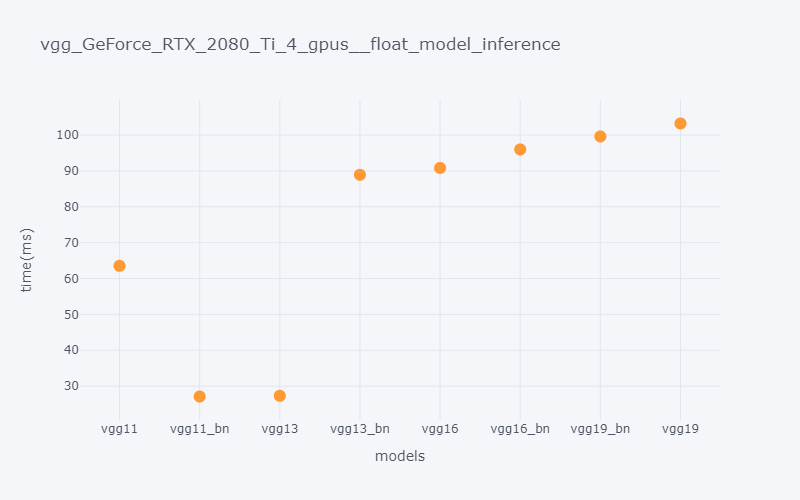 vgg_GeForce_RTX_2080_Ti_4_gpus__float_model_inference
100
90
80
70
60
50
40
30
time(ms)
vgg11 vgg11_bn vgg13 vgg13_bn vgg16 vgg16_bn vgg19_bn vgg19
models